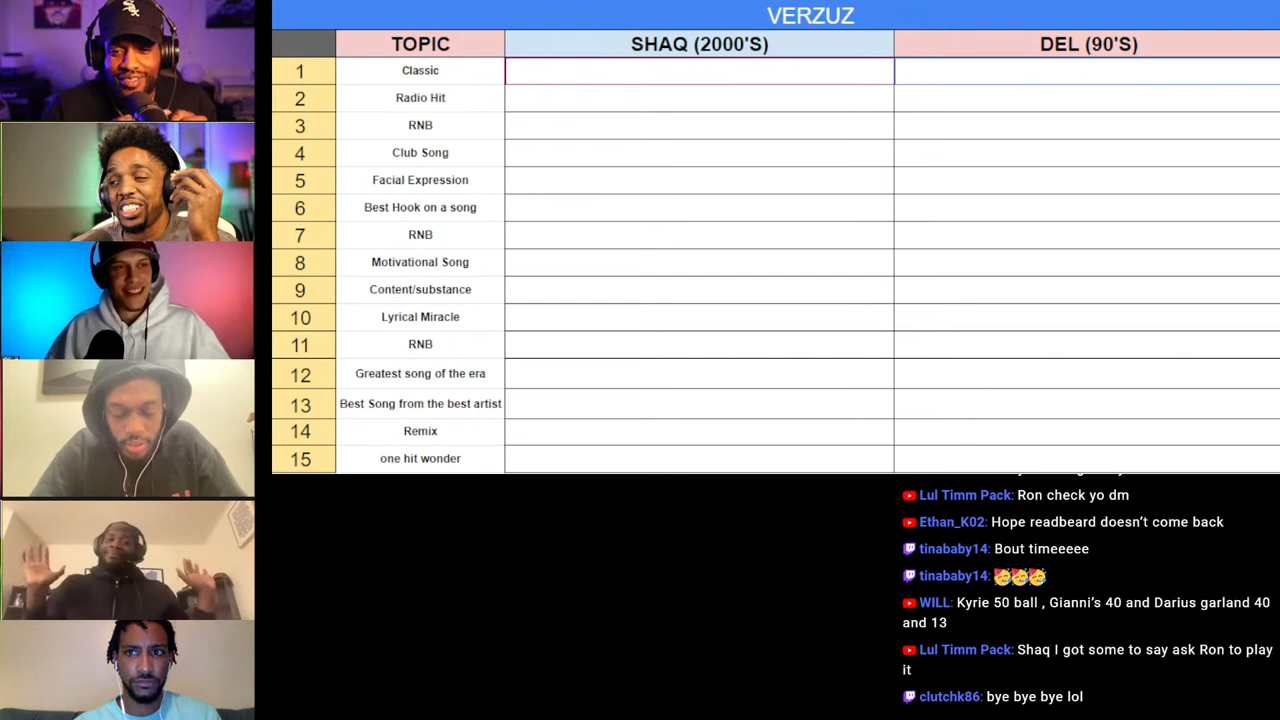 VERZUZ
TOPIC SHAQ (2000'S) DEL (90'S)
1 Classic
2 Radio Hit
3 RNB
4 Club Song
5 Facial Expression
6 Best Hook on a song
7 RNB
8 Motivational Song
9 Content/substance
10 Lyrical Miracle
11 RNB
12 Greatest song of the era
13 Best Song from the best artist
14 Remix
15 one hit wonder
Lul Timm Pack: Ron check yo dm
Ethan_K02: Hope readbeard doesn’t come back
tinababy14: Bout timeeeee
tinababy14: 🥳🥳🥳
WILL: Kyrie 50 ball , Gianni’s 40 and Darius garland 40
and 13
Lul Timm Pack: Shaq I got some to say ask Ron to play
it
clutchk86: bye bye bye lol